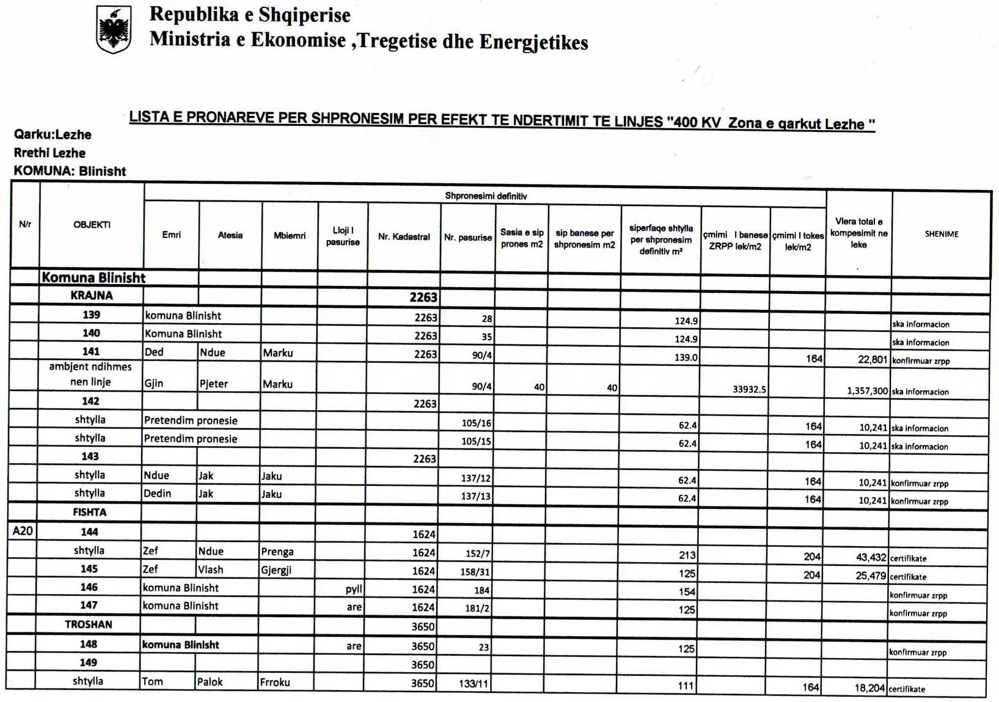 Republika e Shqiperise
Ministria e Ekonomise ,Tregetise dhe Energjetikes
LISTA E PRONAREVE PER SHPRONESIM PER EFEKT TE NDERTIMIT TE LINJES "400 KV Zona e qarkut Lezhe "
Qarku:Lezhe
Rrethi Lezhe
KOMUNA: Blinisht
N/r OBJEKTI Shpronesimi definitiv Vlera total e kompesimit ne leke SHENIME
Emri Atesia Mbiemri Lloji I pasurise Nr. Kadastral Nr. pasurise Sasia e sip prones m2 sip banese per shpronesim m2 siperfaqe shtylla per shpronesim definitiv m² çmimi I banese ZRPP lek/m2 çmimi I tokes lek/m2
Komuna Blinisht
KRAJNA 2263
139 komuna Blinisht 2263 28 124.9 ska informacion
140 Komuna Blinisht 2263 35 124.9 ska informacion
141 Ded Ndue Marku 2263 90/4 139.0 164 22,801 konfirmuar zrpp
ambjent ndihmes
nen linje Gjin Pjeter Marku 90/4 40 40 33932.5 1,357,300 ska informacion
142 2263
shtylla Pretendim pronesie 105/16 62.4 164 10,241 ska informacion
shtylla Pretendim pronesie 105/15 62.4 164 10,241 ska informacion
143 2263
shtylla Ndue Jak Jaku 137/12 62.4 164 10,241 konfirmuar zrpp
shtylla Dedin Jak Jaku 137/13 62.4 164 10,241 konfirmuar zrpp
FISHTA
A20 144 1624
shtylla Zef Ndue Prenga 1624 152/7 213 204 43,432 certifikate
145 Zef Vlash Gjergji 1624 158/31 125 204 25,479 certifikate
146 komuna Blinisht pyll 1624 184 154 konfirmuar zrpp
147 komuna Blinisht are 1624 181/2 125 konfirmuar zrpp
TROSHAN 3650
148 komuna Blinisht are 3650 23 125 konfirmuar zrpp
149 3650
shtylla Tom Palok Frroku 3650 133/11 111 164 18,204 certifikate